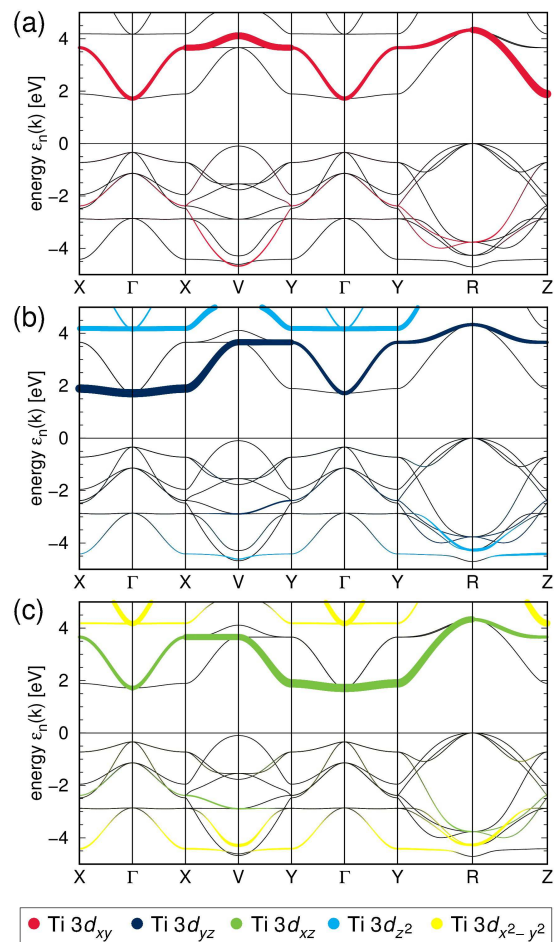 (a)
energy εn(k) [eV]
4
2
0
−2
−4
X Γ X V Y Γ Y R Z
(b)
energy εn(k) [eV]
4
2
0
−2
−4
X Γ X V Y Γ Y R Z
(c)
energy εn(k) [eV]
4
2
0
−2
−4
X Γ X V Y Γ Y R Z
Ti 3dxy Ti 3dyz Ti 3dxz Ti 3dz² Ti 3dx²−y²